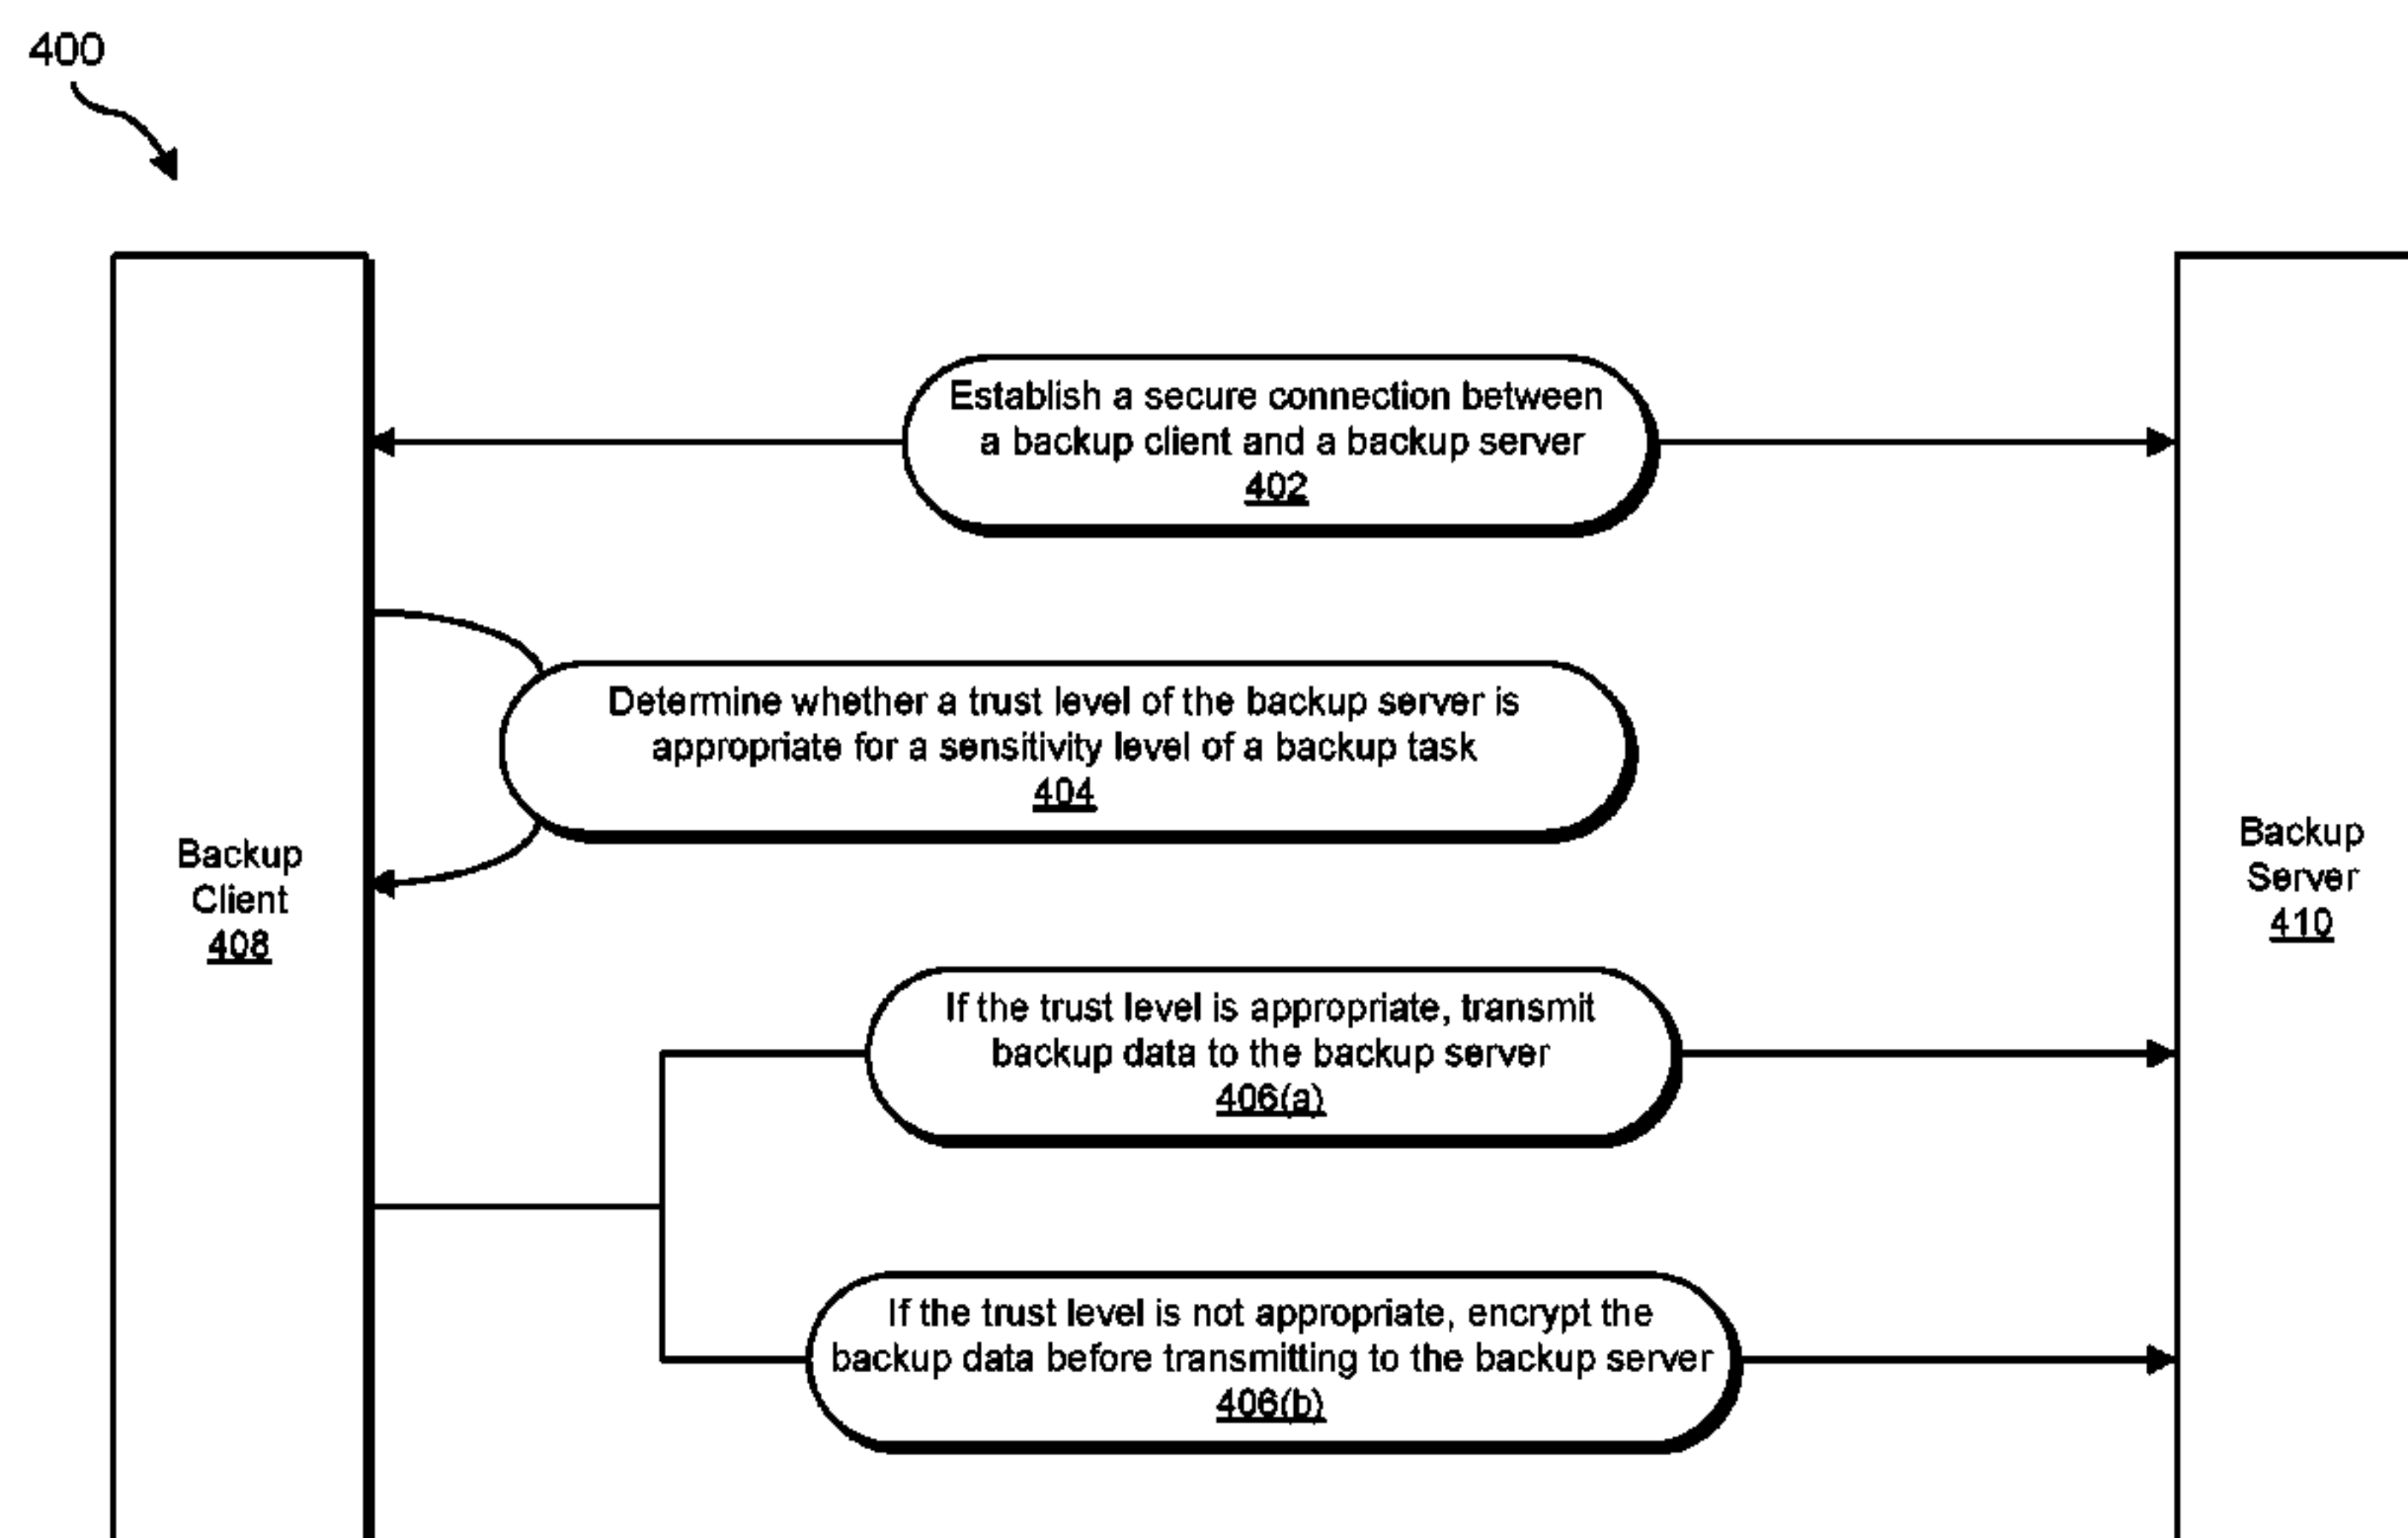 400
Establish a secure connection between
a backup client and a backup server
402
Determine whether a trust level of the backup server is
appropriate for a sensitivity level of a backup task
404
Backup
Client
408
Backup
Server
410
If the trust level is appropriate, transmit
backup data to the backup server
406(a)
If the trust level is not appropriate, encrypt the
backup data before transmitting to the backup server
406(b)